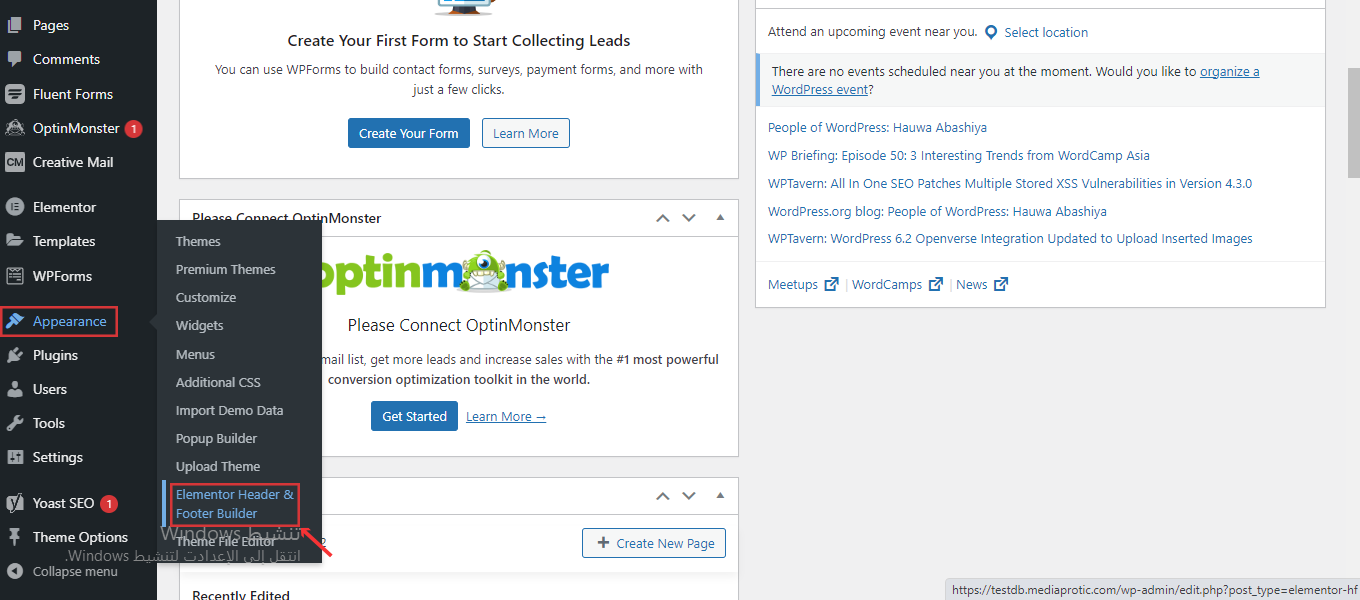 Pages
Comments
Fluent Forms
OptinMonster 1
CM Creative Mail
Elementor
Templates
WPForms
Appearance
Plugins
Users
Tools
Settings
Yoast SEO 1
Theme Options
Collapse menu
Themes
Premium Themes
Customize
Widgets
Menus
Additional CSS
Import Demo Data
Popup Builder
Upload Theme
Elementor Header &
Footer Builder
Theme File Editor
تنشيط Windows
انتقل إلى الإعدادت لتنشيط Windows.
Create Your First Form to Start Collecting Leads
You can use WPForms to build contact forms, surveys, payment forms, and more with
just a few clicks.
Create Your Form Learn More
Please Connect OptinMonster
optinmonster
Please Connect OptinMonster
mail list, get more leads and increase sales with the #1 most powerful
conversion optimization toolkit in the world.
Get Started Learn More →
2
+ Create New Page
Recently Edited
Attend an upcoming event near you. Select location
There are no events scheduled near you at the moment. Would you like to organize a
WordPress event?
People of WordPress: Hauwa Abashiya
WP Briefing: Episode 50: 3 Interesting Trends from WordCamp Asia
WPTavern: All In One SEO Patches Multiple Stored XSS Vulnerabilities in Version 4.3.0
WordPress.org blog: People of WordPress: Hauwa Abashiya
WPTavern: WordPress 6.2 Openverse Integration Updated to Upload Inserted Images
Meetups | WordCamps | News
https://testdb.mediaprotic.com/wp-admin/edit.php?post_type=elementor-hf